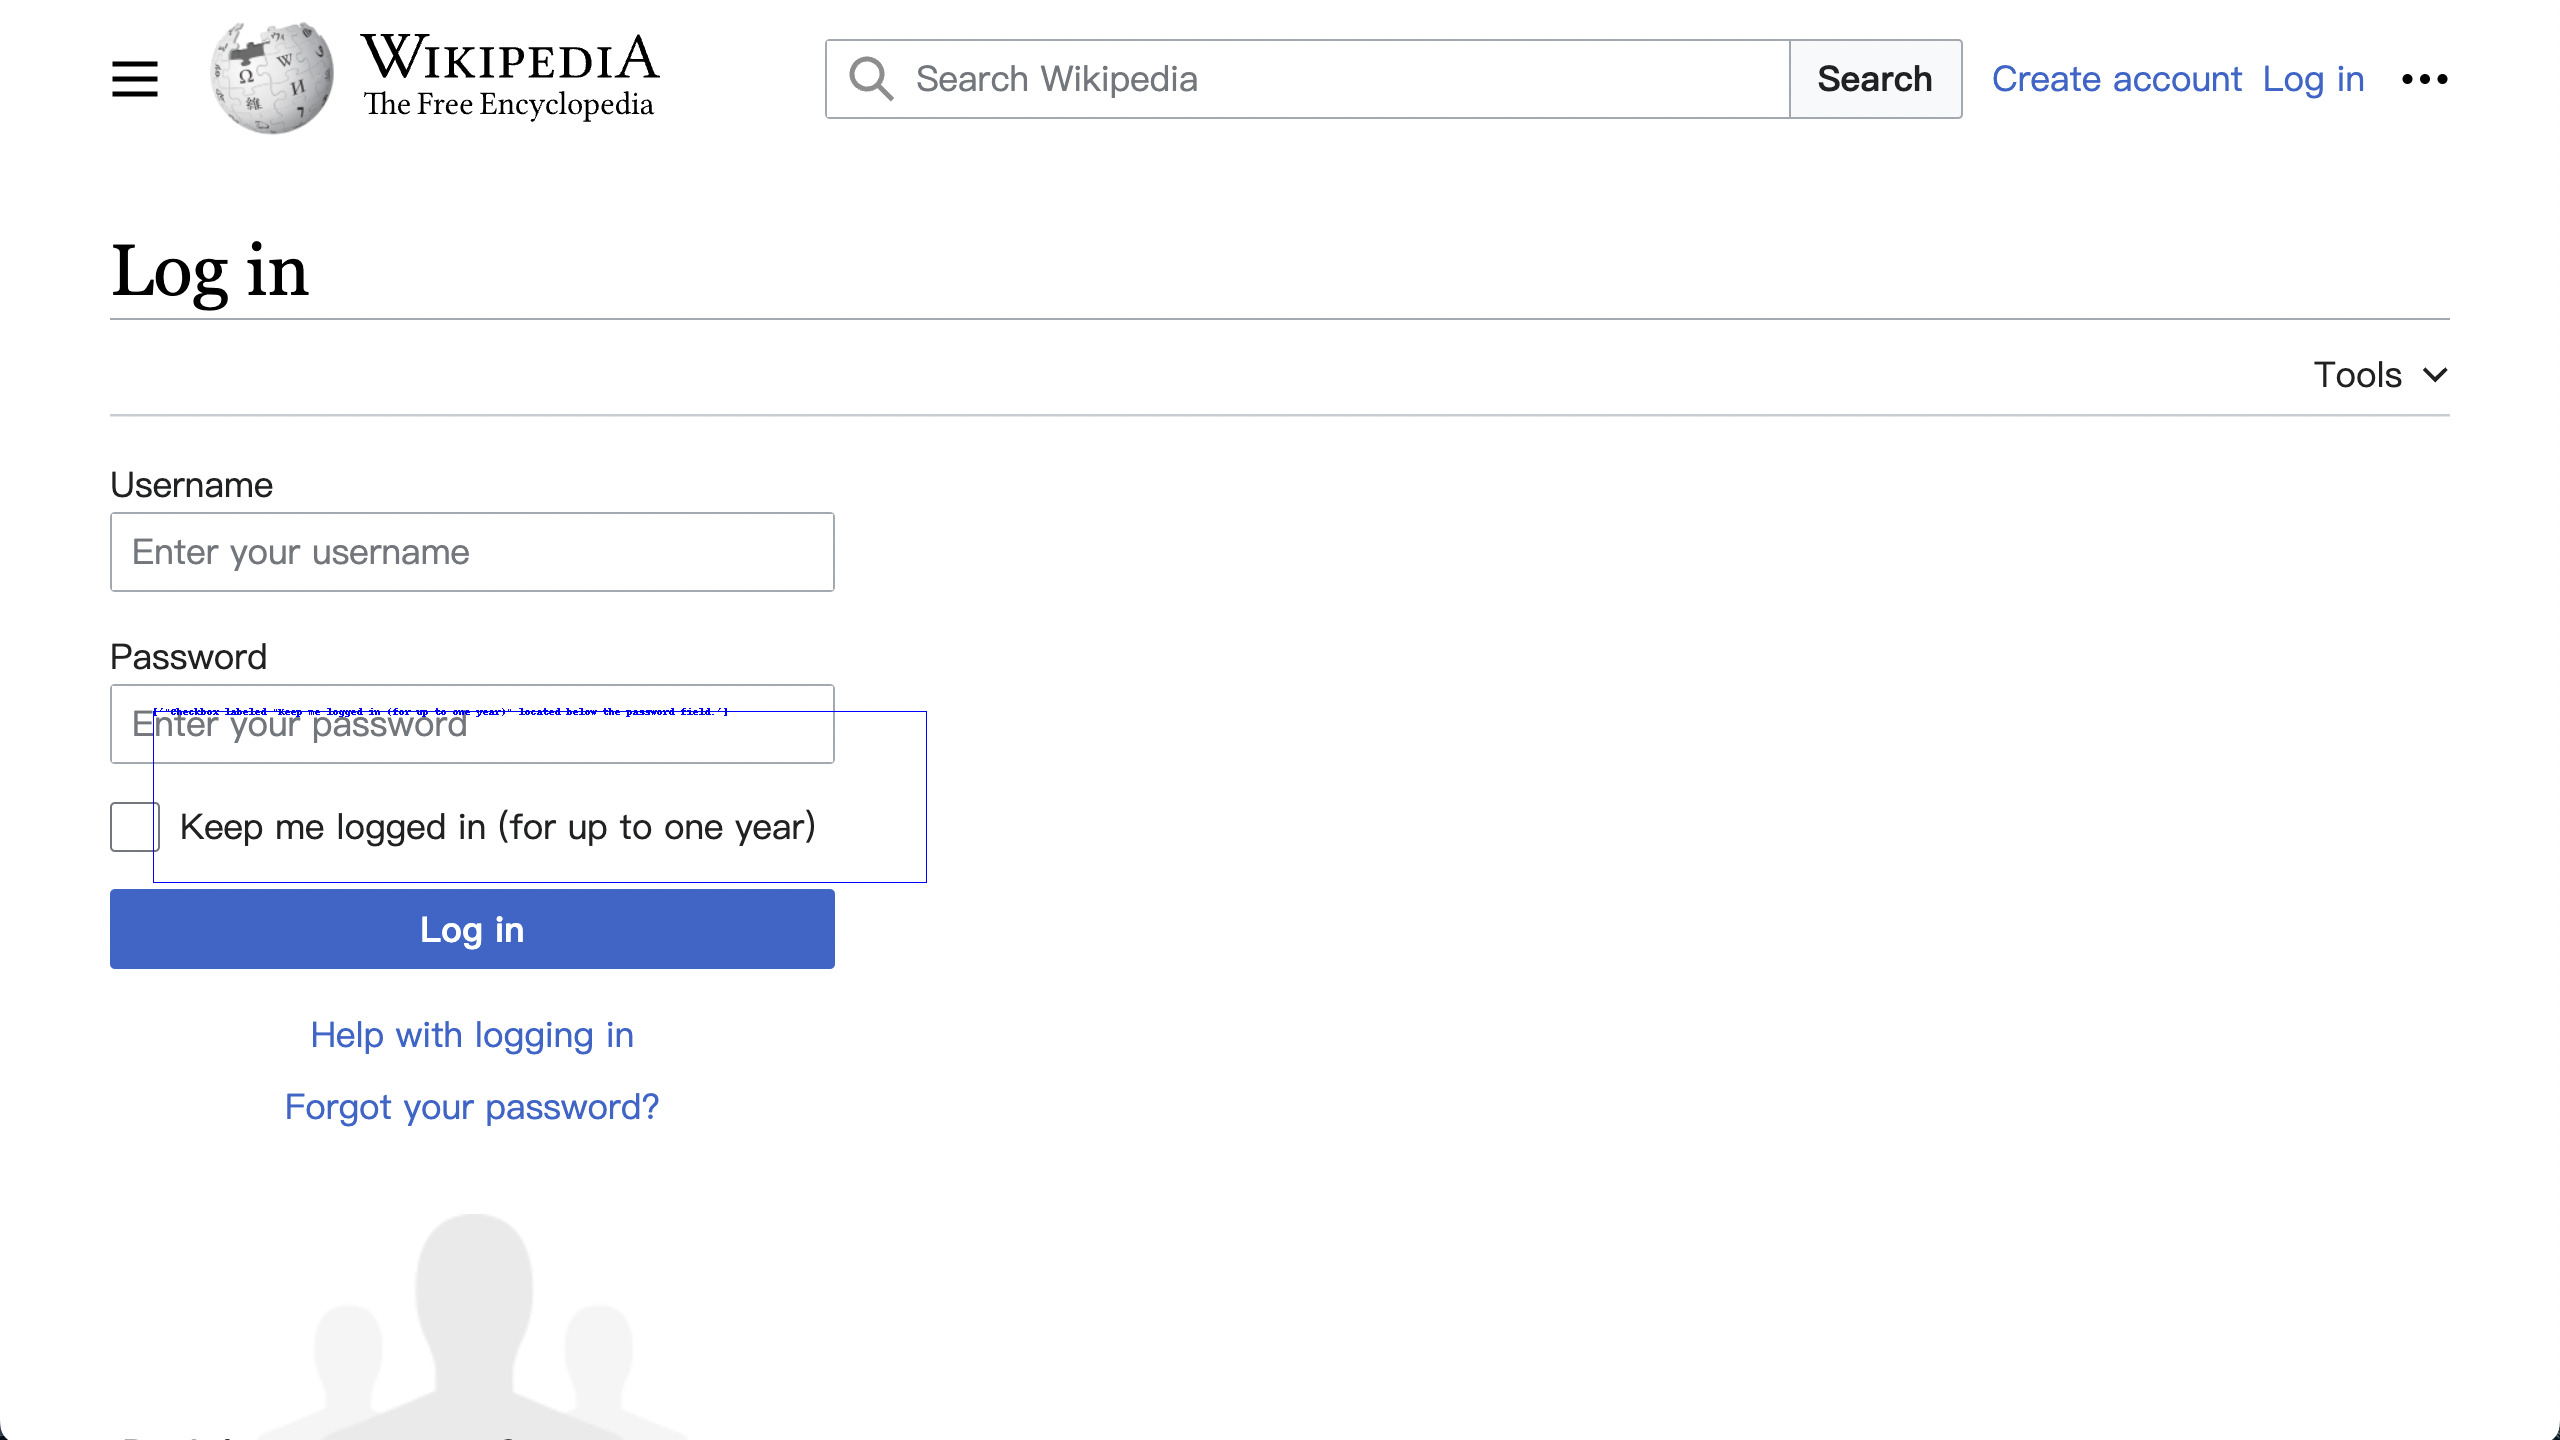 WIKIPEDIA
The Free Encyclopedia
Search Wikipedia
Search
Create account Log in
Log in
Tools
Username
Enter your username
Password
['"Checkbox labeled "Keep me logged in (for up to one year)" located below the password field.']
Enter your password
Keep me logged in (for up to one year)
Log in
Help with logging in
Forgot your password?